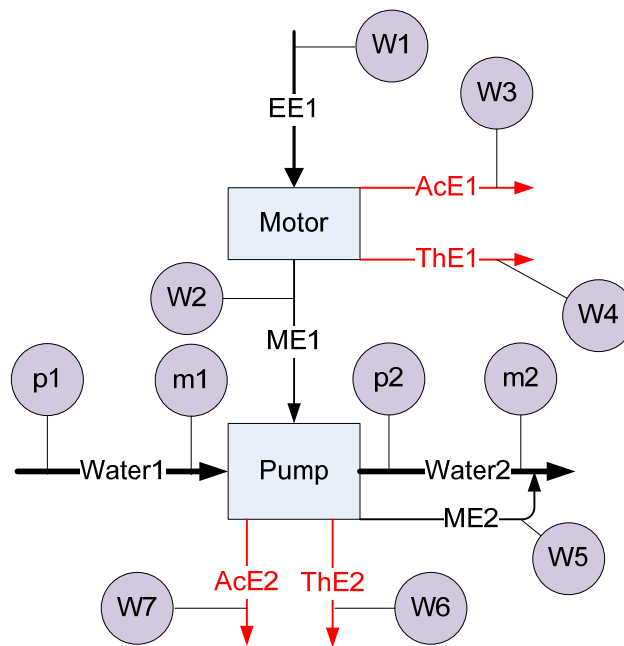 W1
W3
EE1
AcE1
Motor
ThE1
W2
W4
ME1
p1
m1
p2
m2
Water1
Pump
Water2
ME2
W5
AcE2
ThE2
W7
W6